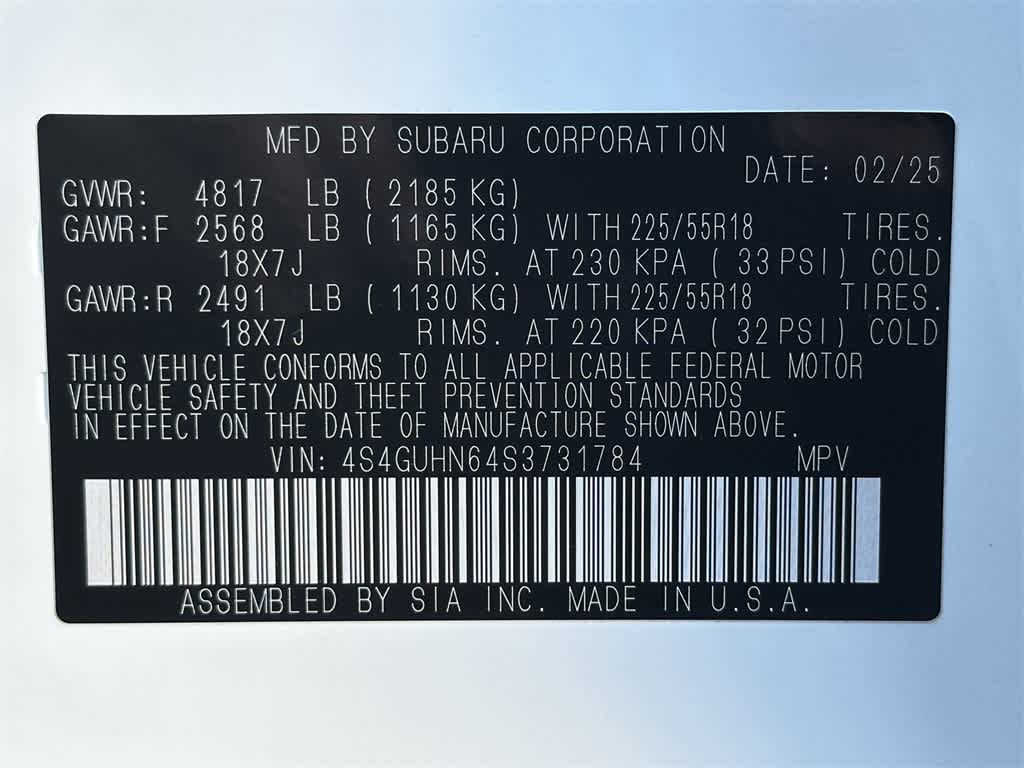 MFD BY SUBARU CORPORATION
DATE: 02/25
GVWR: 4817 LB ( 2185 KG)
GAWR:F 2568 LB ( 1165 KG) WITH 225/55R18 TIRES.
18X7J RIMS. AT 230 KPA ( 33 PSI) COLD
GAWR:R 2491 LB ( 1130 KG) WITH 225/55R18 TIRES.
18X7J RIMS. AT 220 KPA ( 32 PSI) COLD
THIS VEHICLE CONFORMS TO ALL APPLICABLE FEDERAL MOTOR
VEHICLE SAFETY AND THEFT PREVENTION STANDARDS
IN EFFECT ON THE DATE OF MANUFACTURE SHOWN ABOVE.
VIN: 4S4GUHN64S3731784 MPV
ASSEMBLED BY SIA INC. MADE IN U.S.A.